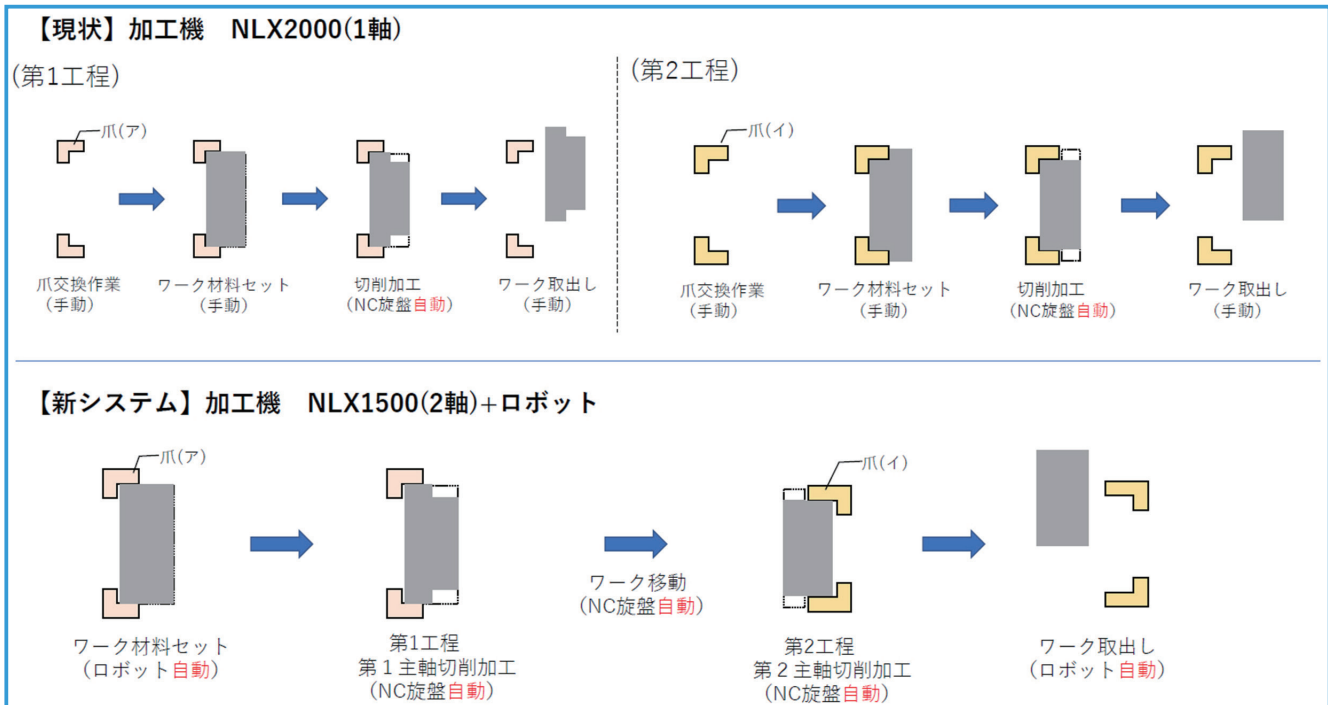 【現状】加工機　NLX2000(1軸)
(第1工程)
爪(ア)
爪交換作業
(手動)
ワーク材料セット
(手動)
切削加工
(NC旋盤自動)
ワーク取出し
(手動)
(第2工程)
爪(イ)
爪交換作業
(手動)
ワーク材料セット
(手動)
切削加工
(NC旋盤自動)
ワーク取出し
(手動)
【新システム】加工機　NLX1500(2軸)+ロボット
爪(ア)
ワーク材料セット
(ロボット自動)
第1工程
第１主軸切削加工
(NC旋盤自動)
ワーク移動
(NC旋盤自動)
爪(イ)
第2工程
第２主軸切削加工
(NC旋盤自動)
ワーク取出し
(ロボット自動)